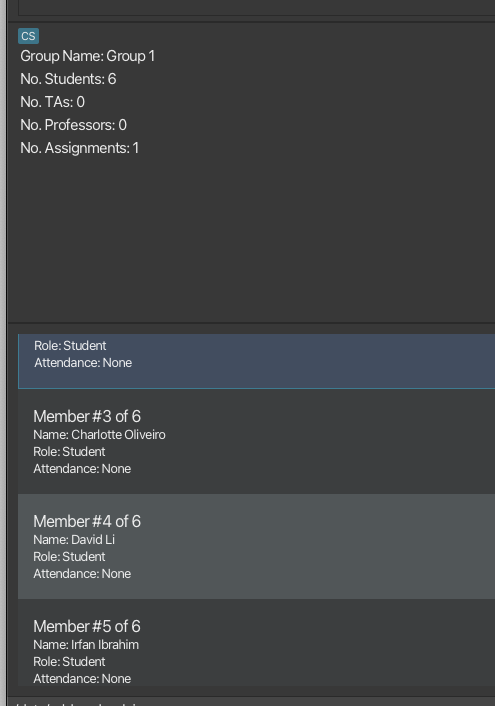 CS
Group Name: Group 1
No. Students: 6
No. TAs: 0
No. Professors: 0
No. Assignments: 1
Role: Student
Attendance: None
Member #3 of 6
Name: Charlotte Oliveiro
Role: Student
Attendance: None
Member #4 of 6
Name: David Li
Role: Student
Attendance: None
Member #5 of 6
Name: Irfan Ibrahim
Role: Student
Attendance: None